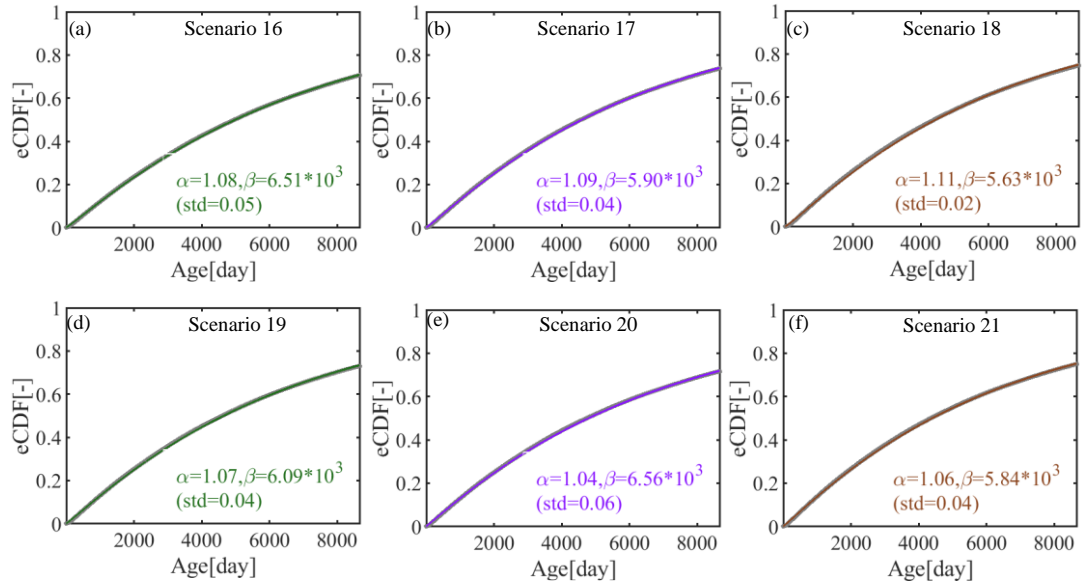 (a) Scenario 16
1
0.8
0.6
0.4
0.2
0
eCDF[-]
α=1.08,β=6.51*10³
(std=0.05)
2000 4000 6000 8000
Age[day]
(b) Scenario 17
1
0.8
0.6
0.4
0.2
0
eCDF[-]
α=1.09,β=5.90*10³
(std=0.04)
2000 4000 6000 8000
Age[day]
(c) Scenario 18
1
0.8
0.6
0.4
0.2
0
eCDF[-]
α=1.11,β=5.63*10³
(std=0.02)
2000 4000 6000 8000
Age[day]
(d) Scenario 19
1
0.8
0.6
0.4
0.2
0
eCDF[-]
α=1.07,β=6.09*10³
(std=0.04)
2000 4000 6000 8000
Age[day]
(e) Scenario 20
1
0.8
0.6
0.4
0.2
0
eCDF[-]
α=1.04,β=6.56*10³
(std=0.06)
2000 4000 6000 8000
Age[day]
(f) Scenario 21
1
0.8
0.6
0.4
0.2
0
eCDF[-]
α=1.06,β=5.84*10³
(std=0.04)
2000 4000 6000 8000
Age[day]